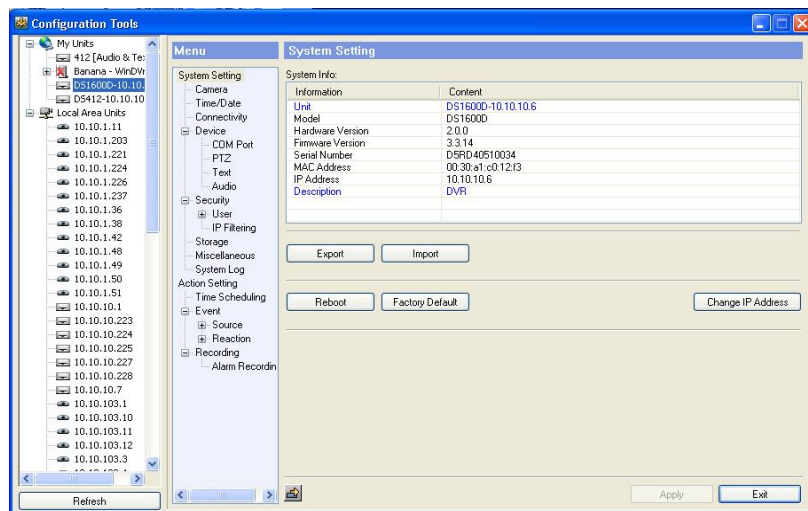 Configuration Tools
My Units
412 [Audio & Te:
Banana - WinDVr
DS1600D-10.10.
DS412-10.10.10
Local Area Units
10.10.1.11
10.10.1.203
10.10.1.221
10.10.1.224
10.10.1.226
10.10.1.237
10.10.1.36
10.10.1.38
10.10.1.42
10.10.1.48
10.10.1.49
10.10.1.50
10.10.1.51
10.10.10.1
10.10.10.223
10.10.10.224
10.10.10.225
10.10.10.227
10.10.10.228
10.10.10.7
10.10.103.1
10.10.103.10
10.10.103.11
10.10.103.12
10.10.103.3
Refresh
Menu
System Setting
Camera
Time/Date
Connectivity
Device
COM Port
PTZ
Text
Audio
Security
User
IP Filtering
Storage
Miscellaneous
System Log
Action Setting
Time Scheduling
Event
Source
Reaction
Recording
Alarm Recordin
System Setting
System Info:
Information Content
Unit DS1600D-10.10.10.6
Model DS1600D
Hardware Version 2.0.0
Firmware Version 3.3.14
Serial Number D5RD40510034
MAC Address 00:30:a1:c0:12:f3
IP Address 10.10.10.6
Description DVR
Export Import
Reboot Factory Default Change IP Address
Apply Exit